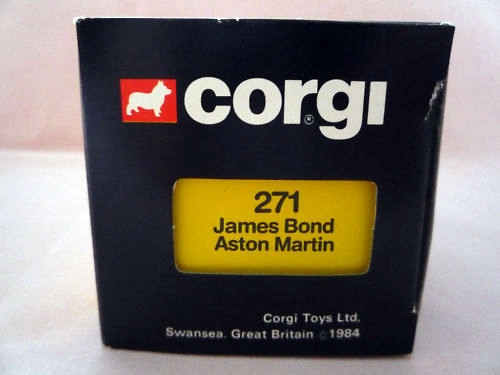 corgi®
271
James Bond
Aston Martin
Corgi Toys Ltd.
Swansea. Great Britain © 1984